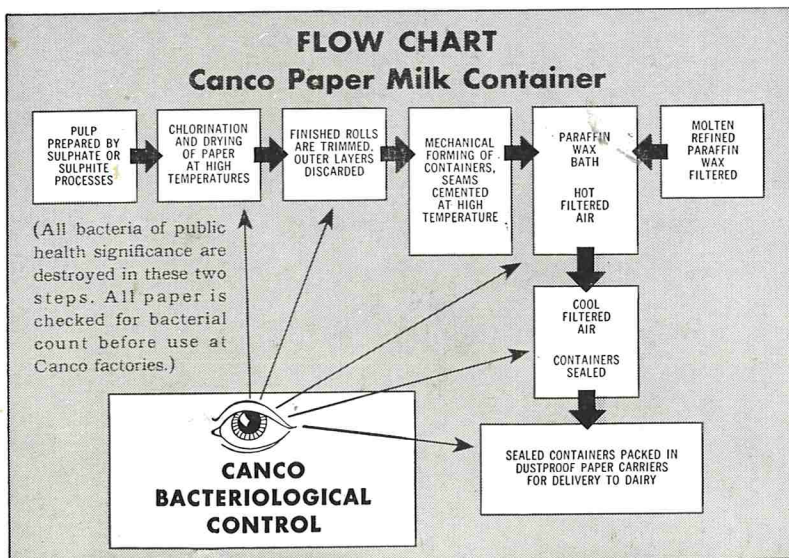 FLOW CHART
Canco Paper Milk Container
PULP
PREPARED BY
SULPHATE OR
SULPHITE
PROCESSES
CHLORINATION
AND DRYING
OF PAPER
AT HIGH
TEMPERATURES
FINISHED ROLLS
ARE TRIMMED,
OUTER LAYERS
DISCARDED
MECHANICAL
FORMING OF
CONTAINERS,
SEAMS
CEMENTED
AT HIGH
TEMPERATURE
PARAFFIN
WAX
BATH
HOT
FILTERED
AIR
MOLTEN
REFINED
PARAFFIN
WAX
FILTERED
(All bacteria of public
health significance are
destroyed in these two
steps. All paper is
checked for bacterial
count before use at
Canco factories.)
COOL
FILTERED
AIR
CONTAINERS
SEALED
CANCO
BACTERIOLOGICAL
CONTROL
SEALED CONTAINERS PACKED IN
DUSTPROOF PAPER CARRIERS
FOR DELIVERY TO DAIRY